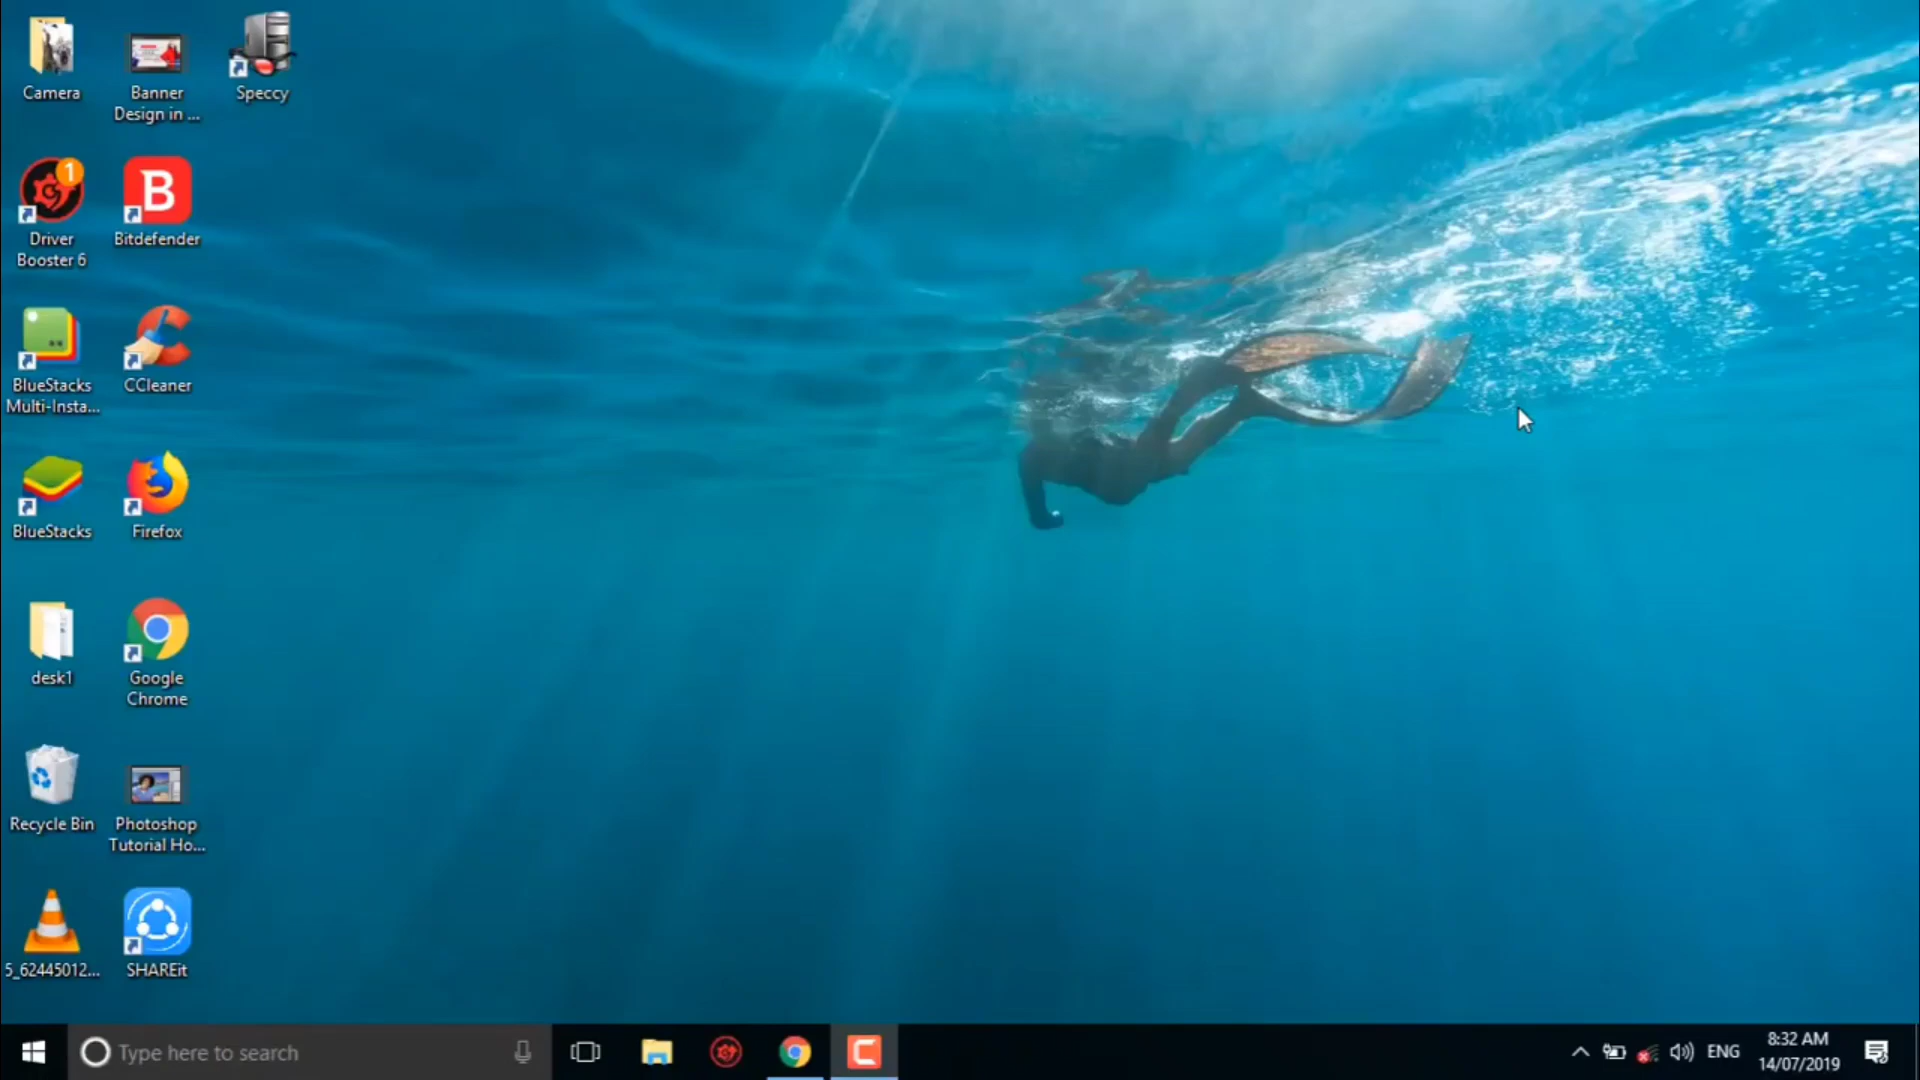 Camera
Banner
Design in ...
Speccy
1
Driver
Booster 6
B
Bitdefender
BlueStacks
Multi-Insta...
CCleaner
BlueStacks
Firefox
desk1
Google
Chrome
Recycle Bin
Photoshop
Tutorial Ho...
5_62445012...
SHAREit
Type here to search
ENG
8:32 AM
14/07/2019